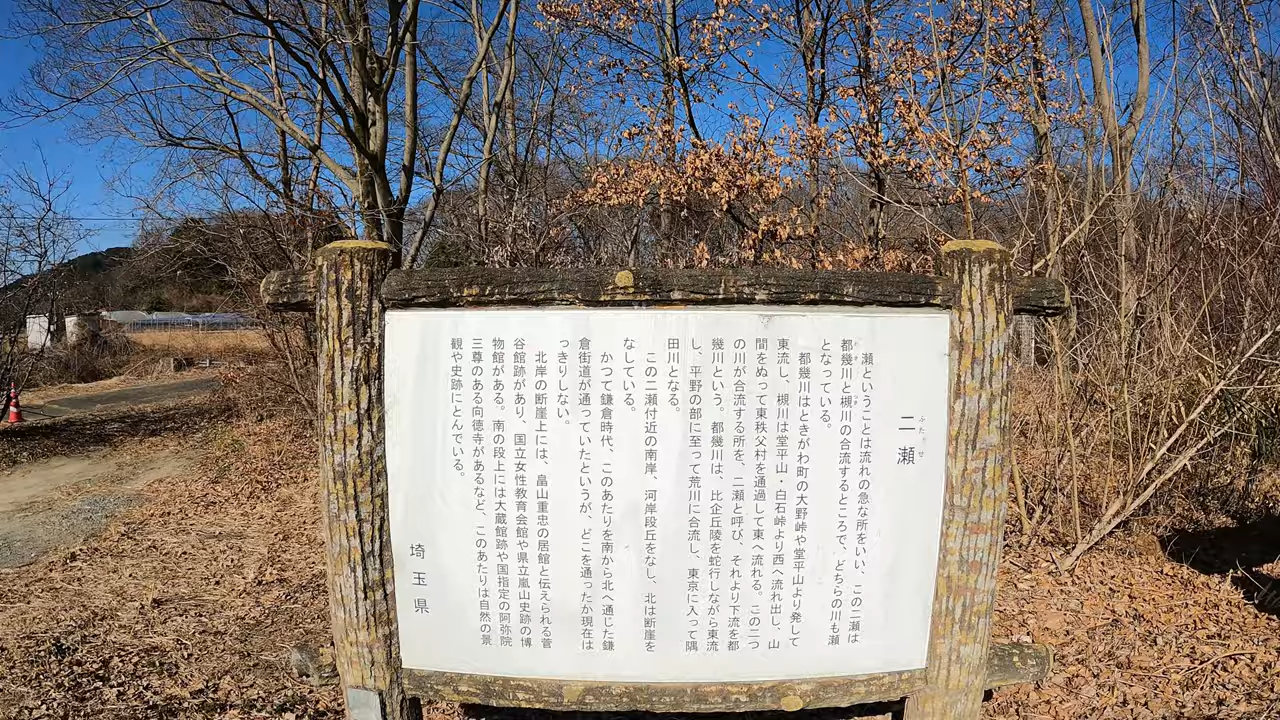 二瀬
ふたせ
瀬ということは流れの急な所をいい、この二瀬は
都幾川と槻川の合流するところで、どちらの川も瀬
とき
つき
となっている。
都幾川はときがわ町の大野峠や堂平山より発して
東流し、槻川は堂平山・白石峠より西へ流れ出し、山
間をぬって東秩父村を通過して東へ流れる。この二つ
の川が合流する所を、二瀬と呼び、それより下流を都
幾川という。都幾川は、比企丘陵を蛇行しながら東流
し、平野の部に至って荒川に合流し、東京に入って隅
田川となる。
この二瀬付近の南岸、河岸段丘をなし、北は断崖を
なしている。
かつて鎌倉時代、このあたりを南から北へ通じた鎌
倉街道が通っていたというが、どこを通ったか現在は
っきりしない。
北岸の断崖上には、畠山重忠の居館と伝えられる菅
谷館跡があり、国立女性教育会館や県立嵐山史跡の博
物館がある。南の段上には大蔵館跡や国指定の阿弥院
三尊のある向徳寺があるなど、このあたりは自然の景
観や史跡にとんでいる。
埼玉県